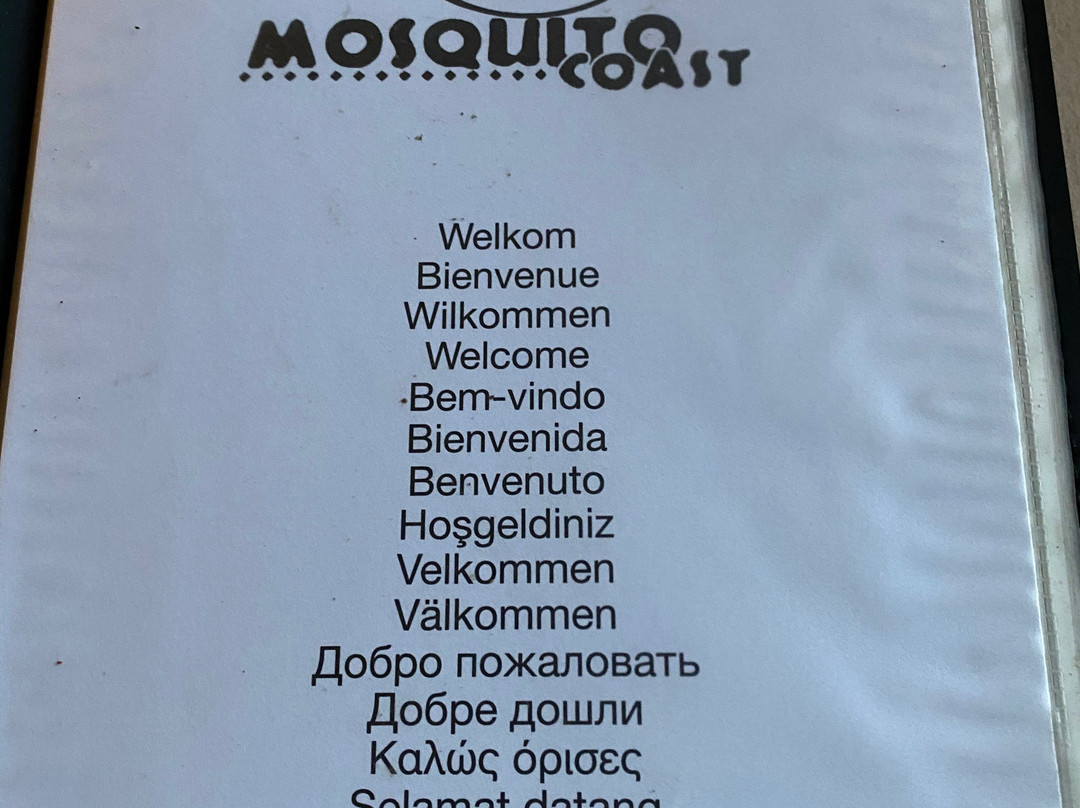 MOSQUITO
COAST
Welkom
Bienvenue
Wilkommen
Welcome
Bem-vindo
Bienvenida
Benvenuto
Hoşgeldiniz
Velkommen
Välkommen
Добро пожаловать
Добре дошли
Καλώς όρισες
Selamat datang